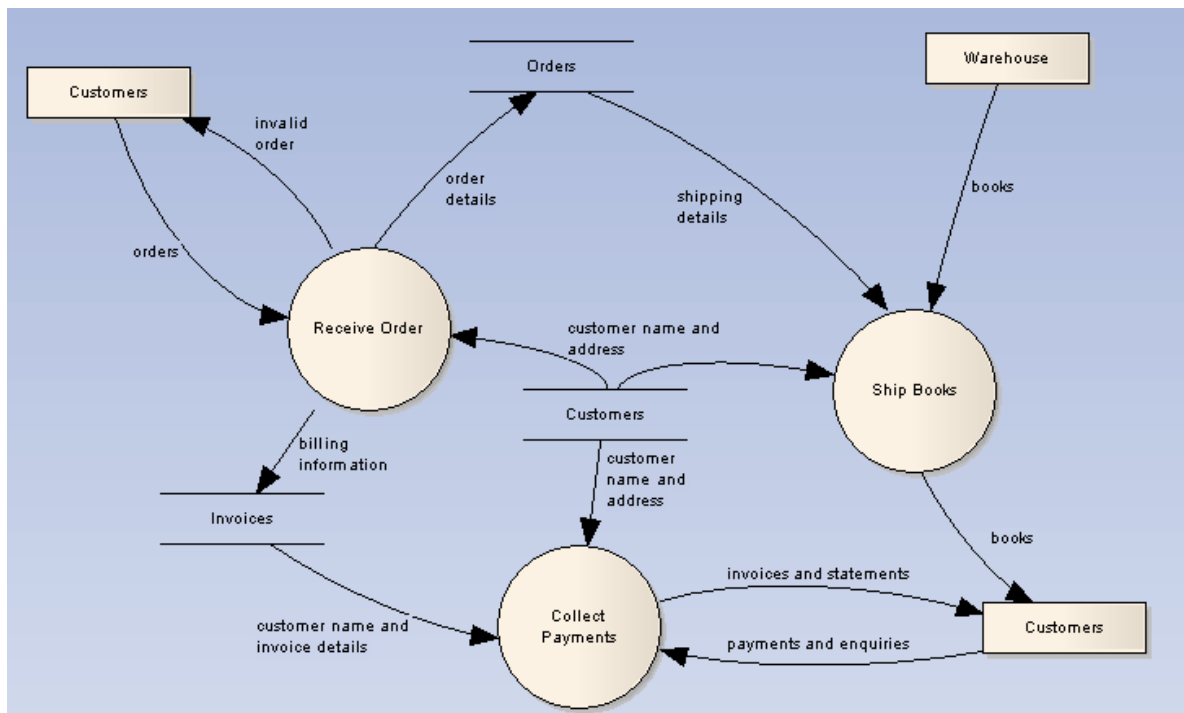 Orders
Warehouse
Customers
invalid
order
order
details
shipping
details
books
orders
Receive Order
customer name and
address
Ship Books
Customers
billing
information
customer
name and
address
Invoices
books
invoices and statements
customer name and
invoice details
Collect
Payments
Customers
payments and enquiries